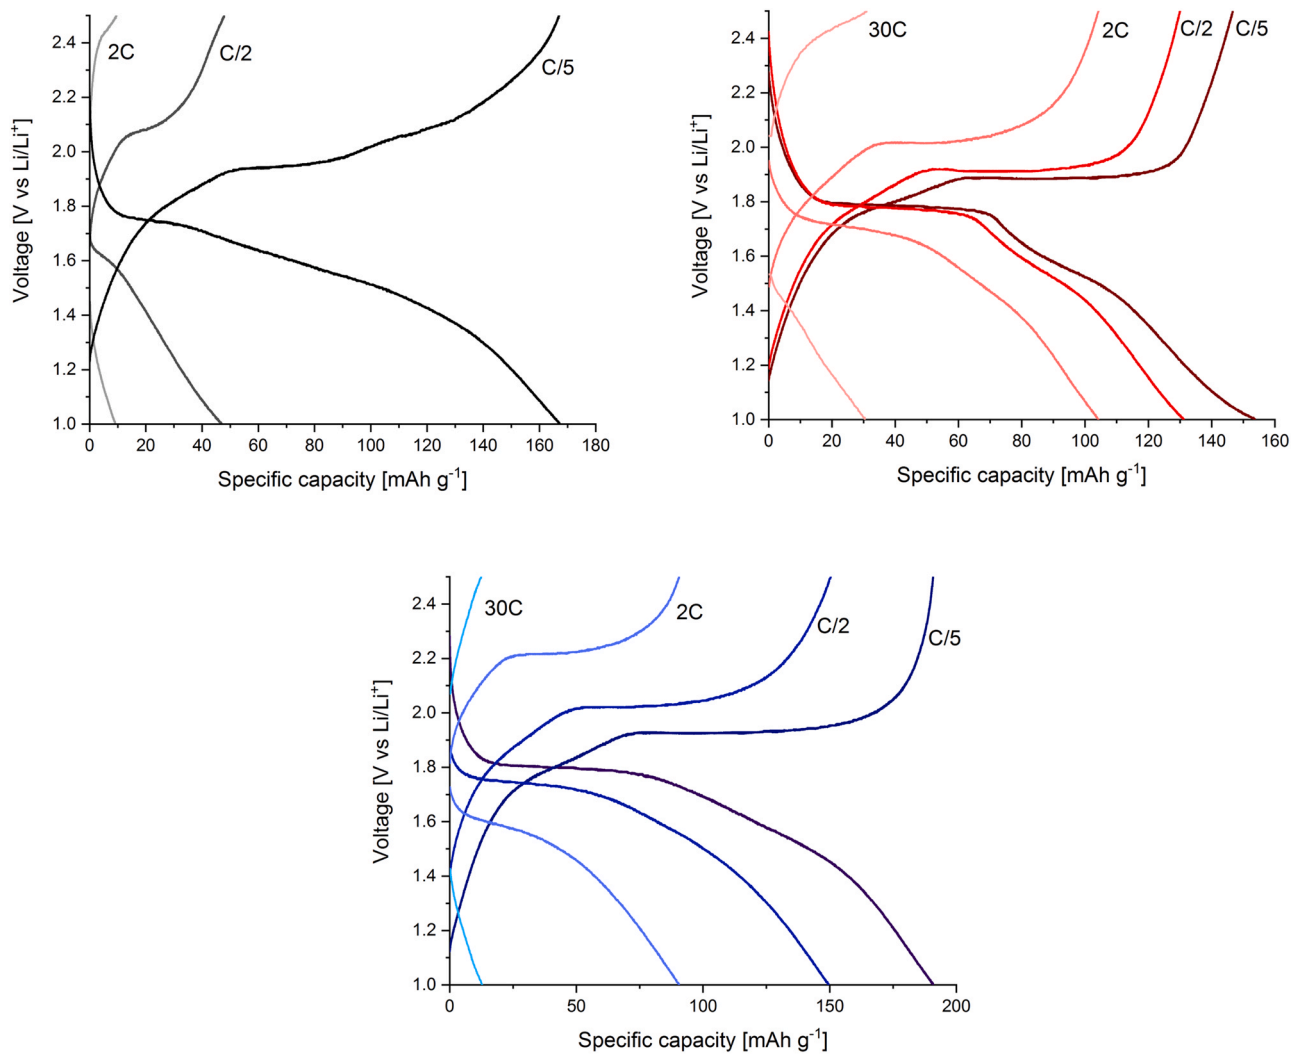 2C
C/2
C/5
2.4
2.2
2.0
1.8
1.6
1.4
1.2
1.0
Voltage [V vs Li/Li⁺]
0 20 40 60 80 100 120 140 160 180
Specific capacity [mAh g⁻¹]
30C
2C
C/2
C/5
2.4
2.2
2.0
1.8
1.6
1.4
1.2
1.0
Voltage [V vs Li/Li⁺]
0 20 40 60 80 100 120 140 160
Specific capacity [mAh g⁻¹]
30C
2C
C/2
C/5
2.4
2.2
2.0
1.8
1.6
1.4
1.2
1.0
Voltage [V vs Li/Li⁺]
0 50 100 150 200
Specific capacity [mAh g⁻¹]